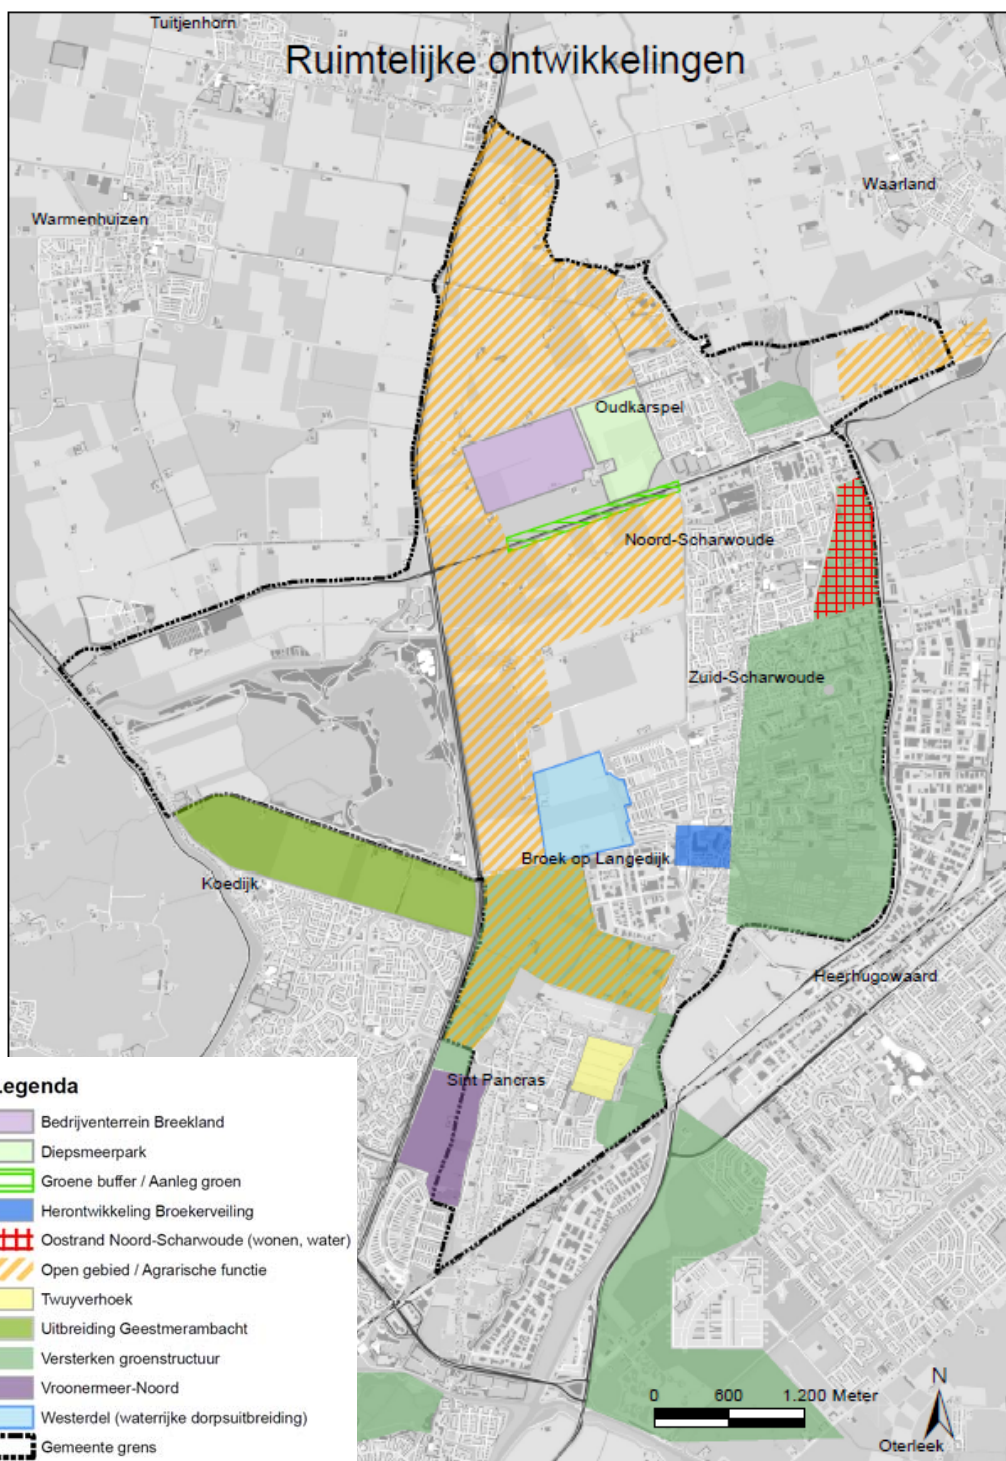 Tuitjenhorn
Ruimtelijke ontwikkelingen
Waarland
Warmenhuizen
Oudkarspel
Noord-Scharwoude
Zuid-Scharwoude
Broek op Langedijk
Koedijk
Heerhugowaard
Sint Pancras
Legenda
Bedrijventerrein Breekland
Diepsmeerpark
Groene buffer / Aanleg groen
Herontwikkeling Broekerveiling
Oostrand Noord-Scharwoude (wonen, water)
Open gebied / Agrarische functie
Twuyverhoek
Uitbreiding Geestmerambacht
Versterken groenstructuur
Vroonermeer-Noord
Westerdel (waterrijke dorpsuitbreiding)
Gemeente grens
N
0 600 1.200 Meter
Oterleek